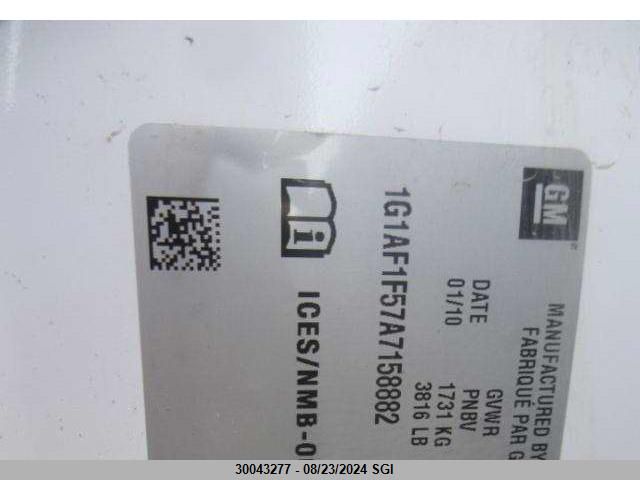 GM
MANUFACTURED BY
FABRIQUÉ PAR G
DATE GVWR
PNBV
01/10 1731 KG
3816 LB
1G1AF1F57A7158882
i ICES/NMB-0
30043277 - 08/23/2024 SGI